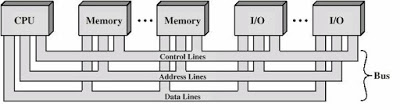 CPU Memory ••• Memory I/O ••• I/O
Control Lines
Address Lines
Data Lines
Bus